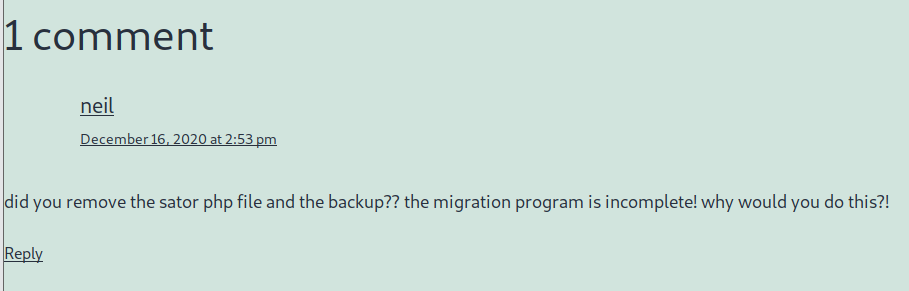 1 comment
neil
December 16, 2020 at 2:53 pm
did you remove the sator php file and the backup?? the migration program is incomplete! why would you do this?!
Reply